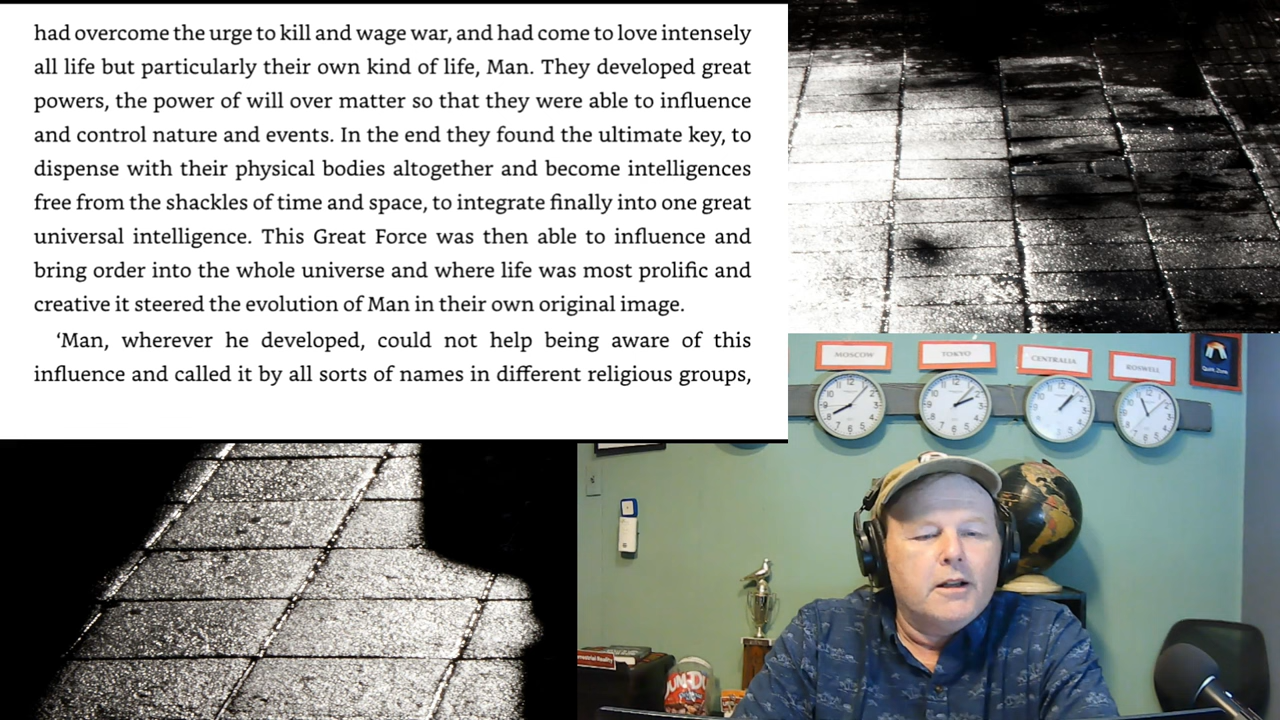 had overcome the urge to kill and wage war, and had come to love intensely
all life but particularly their own kind of life, Man. They developed great
powers, the power of will over matter so that they were able to influence
and control nature and events. In the end they found the ultimate key, to
dispense with their physical bodies altogether and become intelligences
free from the shackles of time and space, to integrate finally into one great
universal intelligence. This Great Force was then able to influence and
bring order into the whole universe and where life was most prolific and
creative it steered the evolution of Man in their own original image.
‘Man, wherever he developed, could not help being aware of this
influence and called it by all sorts of names in different religious groups,
MOSCOW
TOKYO
CENTRALIA
ROSWELL
Quiet Zone